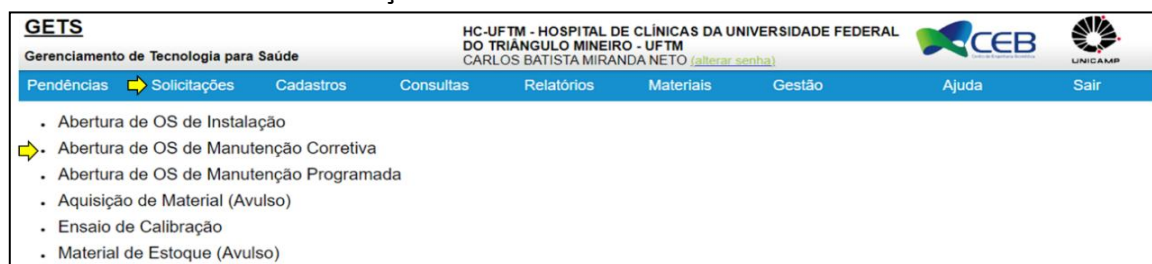 GETS
Gerenciamento de Tecnologia para Saúde
HC-UFTM - HOSPITAL DE CLÍNICAS DA UNIVERSIDADE FEDERAL
DO TRIÂNGULO MINEIRO - UFTM
CARLOS BATISTA MIRANDA NETO (alterar senha)
CEB
UNICAMP
Pendências Solicitações Cadastros Consultas Relatórios Materiais Gestão Ajuda Sair
Abertura de OS de Instalação
Abertura de OS de Manutenção Corretiva
Abertura de OS de Manutenção Programada
Aquisição de Material (Avulso)
Ensaio de Calibração
Material de Estoque (Avulso)